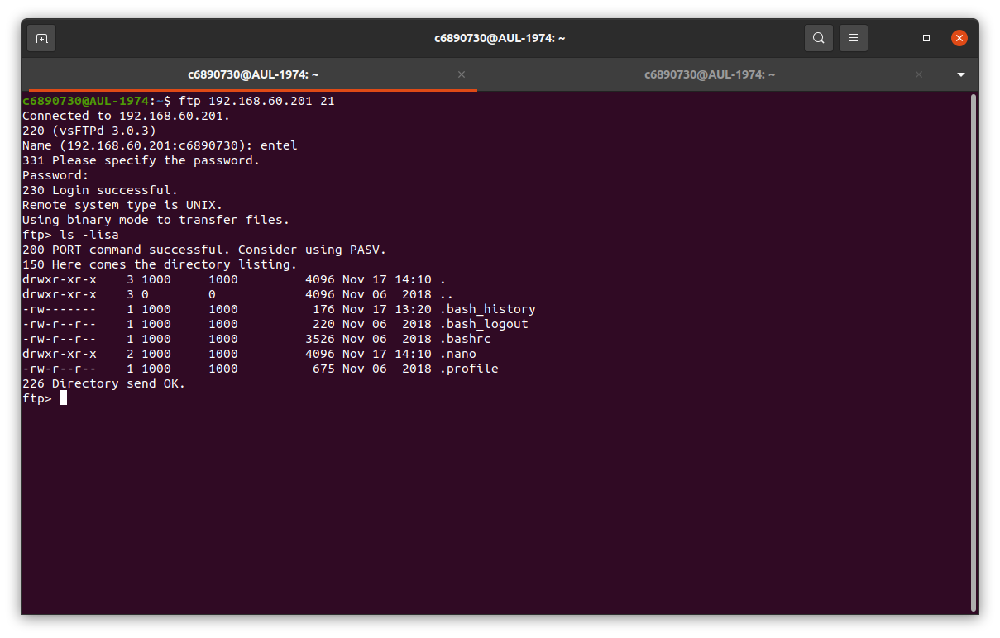 c6890730@AUL-1974: ~
c6890730@AUL-1974: ~
c6890730@AUL-1974: ~
c6890730@AUL-1974:~$ ftp 192.168.60.201 21
Connected to 192.168.60.201.
220 (vsFTPd 3.0.3)
Name (192.168.60.201:c6890730): entel
331 Please specify the password.
Password:
230 Login successful.
Remote system type is UNIX.
Using binary mode to transfer files.
ftp> ls -lisa
200 PORT command successful. Consider using PASV.
150 Here comes the directory listing.
drwxr-xr-x    3 1000     1000         4096 Nov 17 14:10 .
drwxr-xr-x    3 0        0            4096 Nov 06  2018 ..
-rw-------    1 1000     1000          176 Nov 17 13:20 .bash_history
-rw-r--r--    1 1000     1000          220 Nov 06  2018 .bash_logout
-rw-r--r--    1 1000     1000         3526 Nov 06  2018 .bashrc
drwxr-xr-x    2 1000     1000         4096 Nov 17 14:10 .nano
-rw-r--r--    1 1000     1000          675 Nov 06  2018 .profile
226 Directory send OK.
ftp>